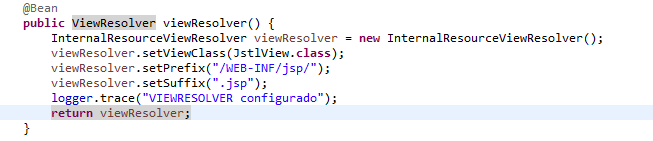 @Bean
public ViewResolver viewResolver() {
InternalResourceViewResolver viewResolver = new InternalResourceViewResolver();
viewResolver.setViewClass(JstlView.class);
viewResolver.setPrefix("/WEB-INF/jsp/");
viewResolver.setSuffix(".jsp");
logger.trace("VIEWRESOLVER configurado");
return viewResolver;
}